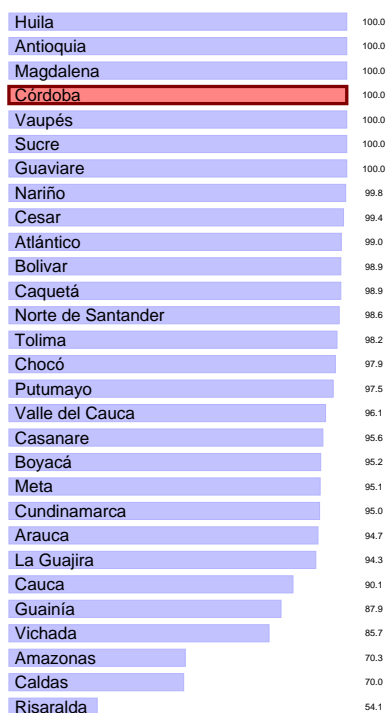 Huila 100.0
Antioquia 100.0
Magdalena 100.0
Córdoba 100.0
Vaupés 100.0
Sucre 100.0
Guaviare 100.0
Nariño 99.8
Cesar 99.4
Atlántico 99.0
Bolivar 98.9
Caquetá 98.9
Norte de Santander 98.6
Tolima 98.2
Chocó 97.9
Putumayo 97.5
Valle del Cauca 96.1
Casanare 95.6
Boyacá 95.2
Meta 95.1
Cundinamarca 95.0
Arauca 94.7
La Guajira 94.3
Cauca 90.1
Guainía 87.9
Vichada 85.7
Amazonas 70.3
Caldas 70.0
Risaralda 54.1